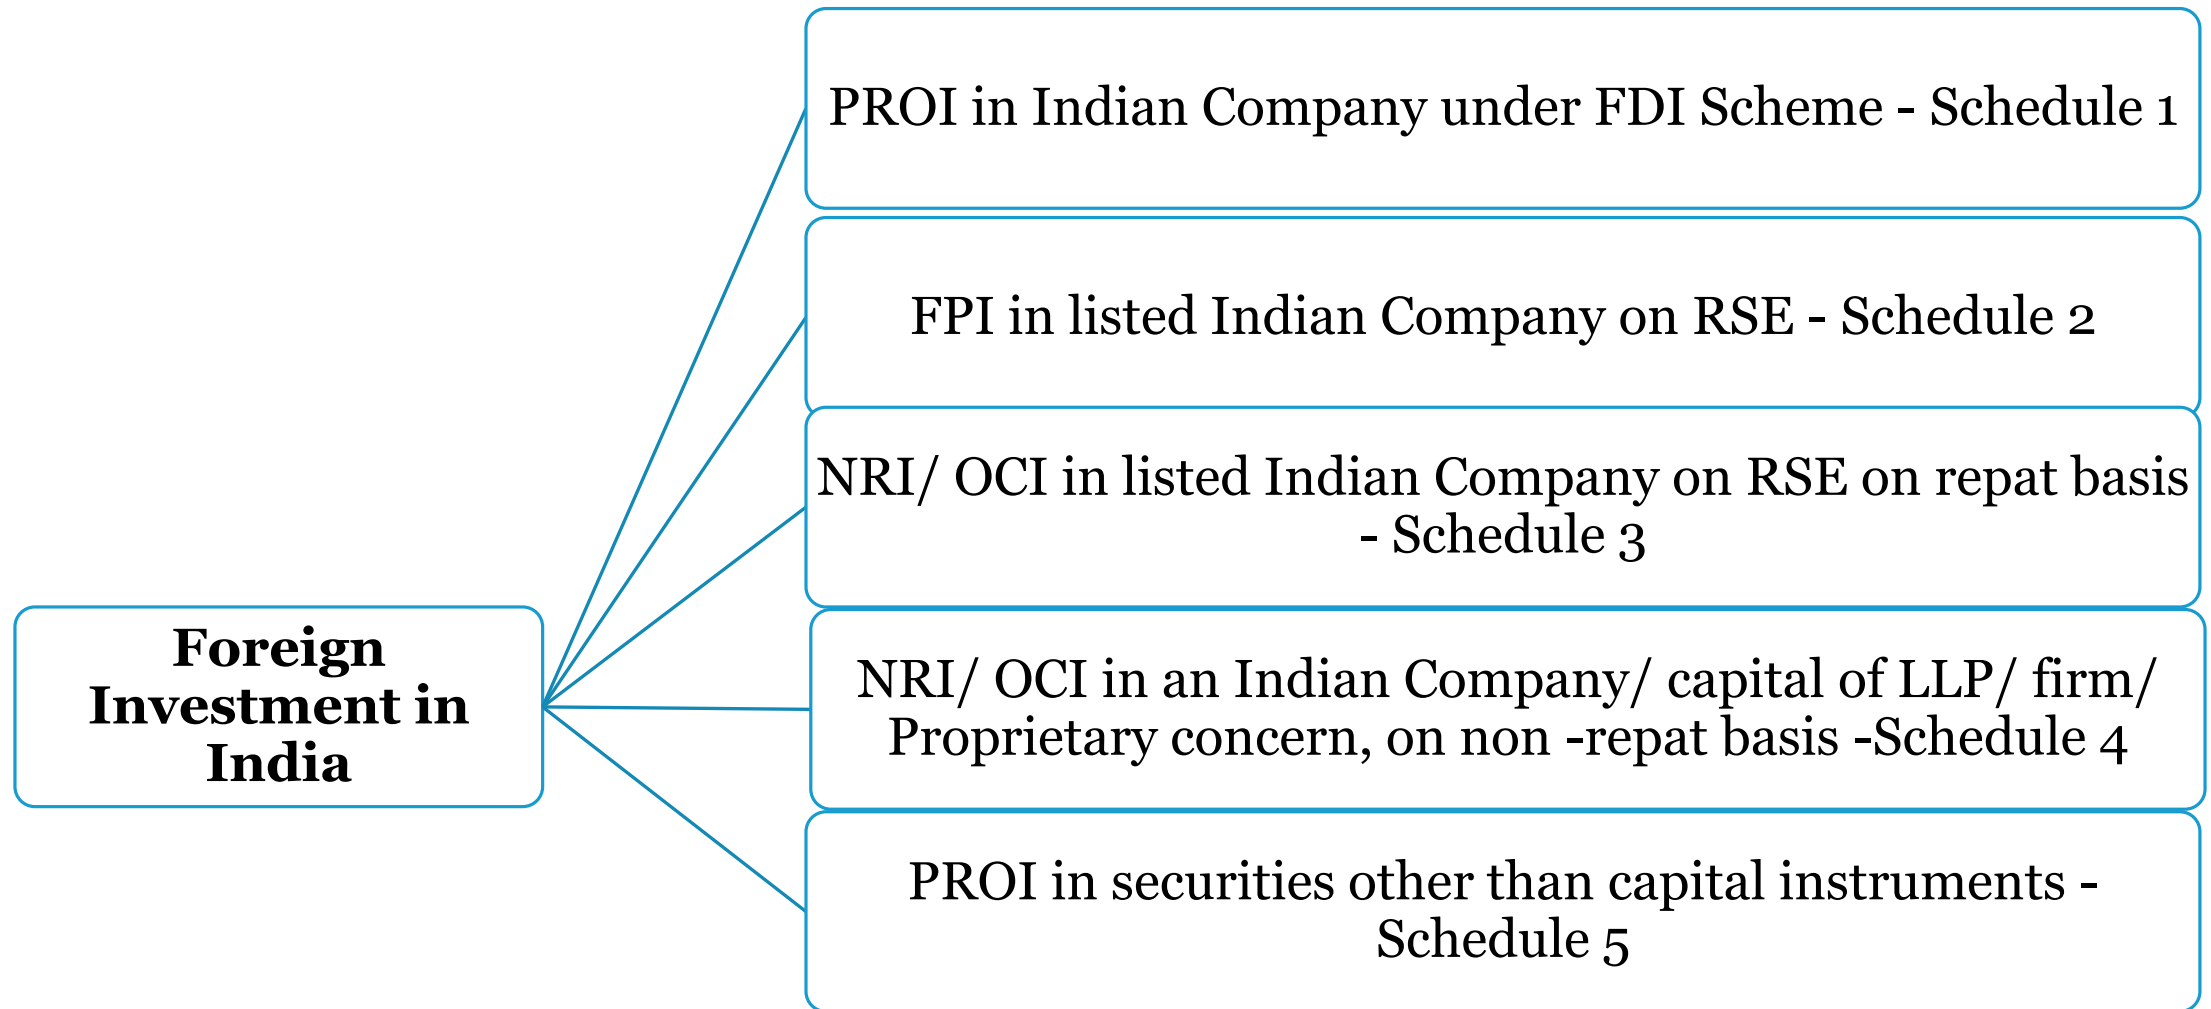 PROI in Indian Company under FDI Scheme - Schedule 1
FPI in listed Indian Company on RSE - Schedule 2
NRI/ OCI in listed Indian Company on RSE on repat basis
- Schedule 3
Foreign
Investment in
India
NRI/ OCI in an Indian Company/ capital of LLP/ firm/
Proprietary concern, on non -repat basis -Schedule 4
PROI in securities other than capital instruments -
Schedule 5